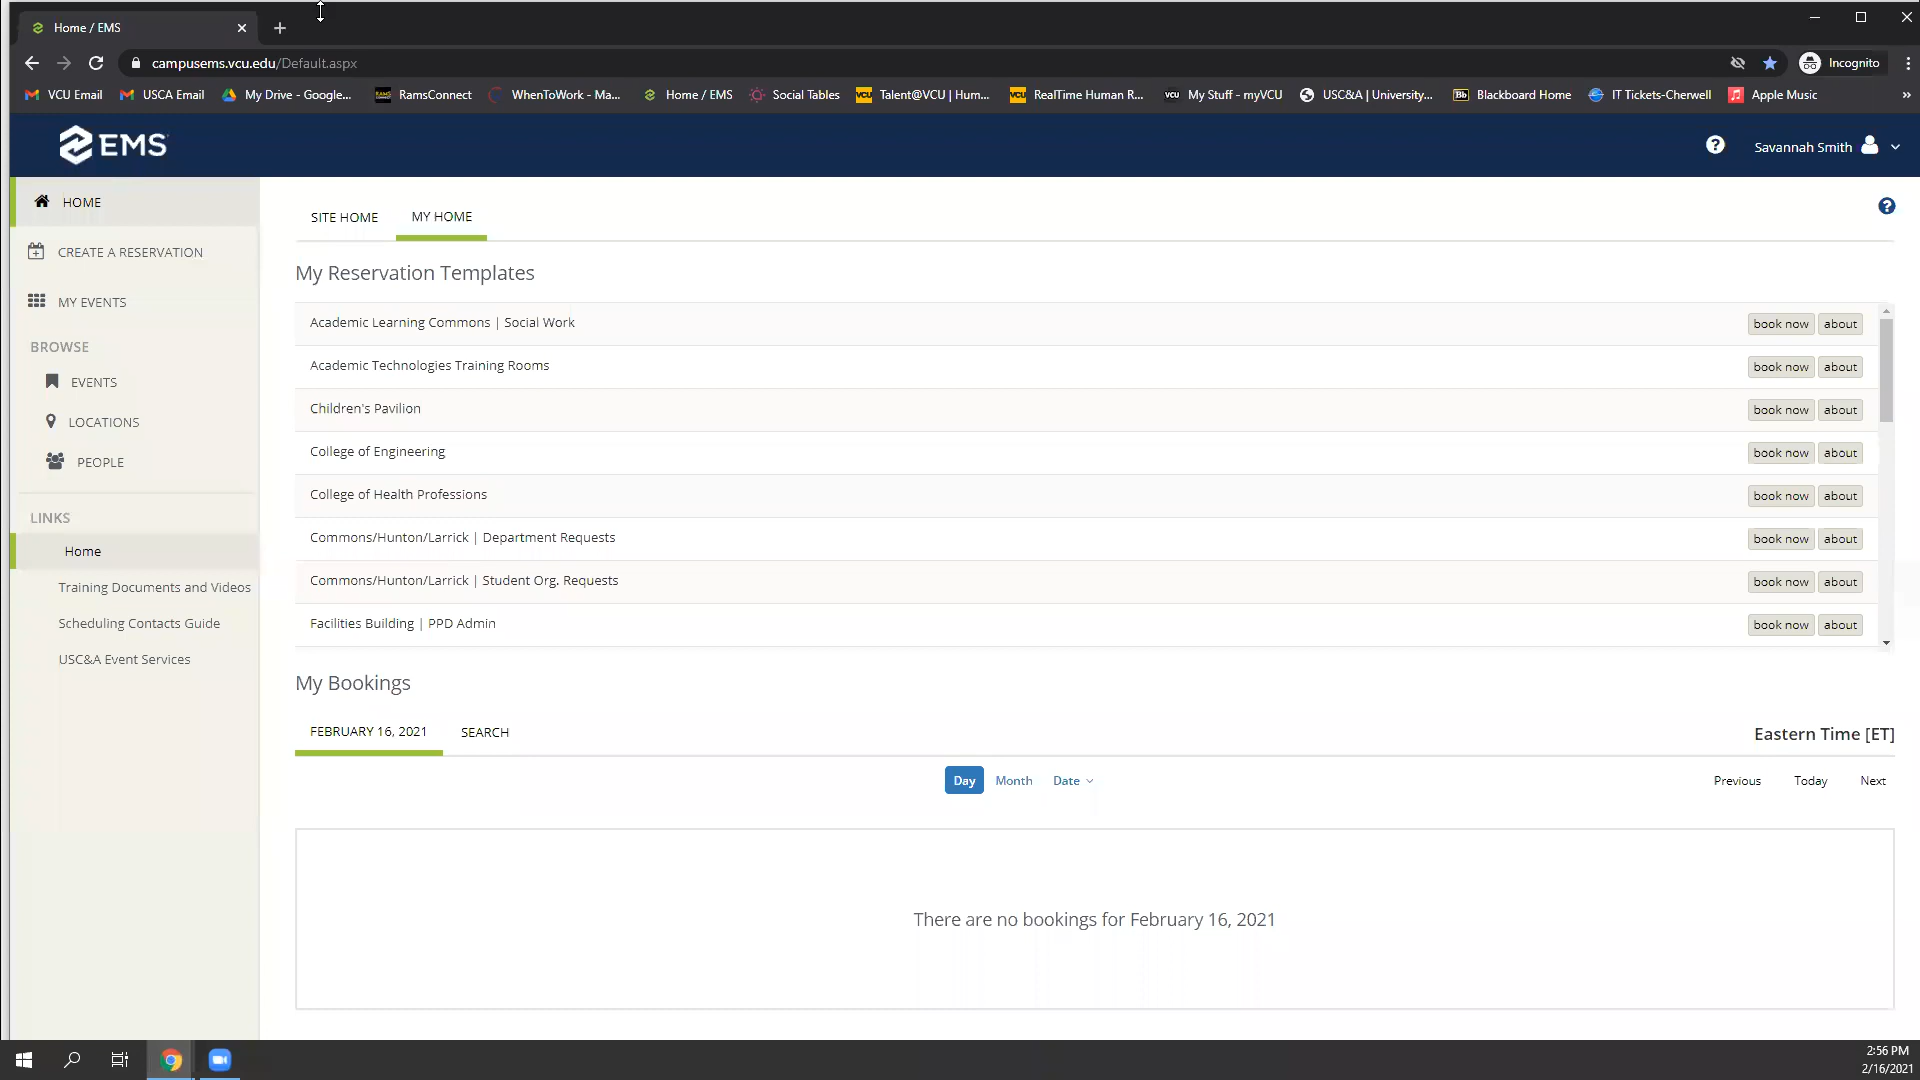 Home / EMS
campusems.vcu.edu/Default.aspx
Incognito
VCU Email
USCA Email
My Drive - Google...
RamsConnect
WhenToWork - Ma...
Home / EMS
Social Tables
Talent@VCU | Hum...
RealTime Human R...
My Stuff - myVCU
USC&A | University...
Blackboard Home
IT Tickets-Cherwell
Apple Music
»
EMS
Savannah Smith
HOME
CREATE A RESERVATION
MY EVENTS
BROWSE
EVENTS
LOCATIONS
PEOPLE
LINKS
Home
Training Documents and Videos
Scheduling Contacts Guide
USC&A Event Services
SITE HOME
MY HOME
My Reservation Templates
Academic Learning Commons | Social Work book now about
Academic Technologies Training Rooms book now about
Children's Pavilion book now about
College of Engineering book now about
College of Health Professions book now about
Commons/Hunton/Larrick | Department Requests book now about
Commons/Hunton/Larrick | Student Org. Requests book now about
Facilities Building | PPD Admin book now about
My Bookings
FEBRUARY 16, 2021 SEARCH Eastern Time [ET]
Day Month Date Previous Today Next
There are no bookings for February 16, 2021
2:56 PM
2/16/2021